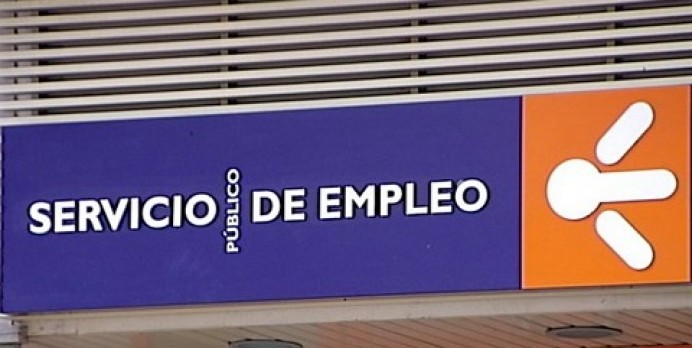 SERVICIO PÚBLICO DE EMPLEO